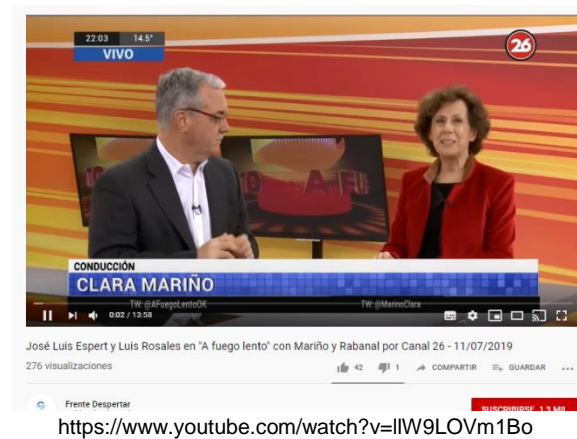 22:03 14.5°
VIVO
26
CONDUCCIÓN
CLARA MARIÑO
TW: @AFuegoLentoOK TW: @MarinoClara
0:02 / 13:58
José Luis Espert y Luis Rosales en "A fuego lento" con Mariño y Rabanal por Canal 26 - 11/07/2019
276 visualizaciones 42 1 COMPARTIR GUARDAR
Frente Despertar SUSCRIBIRSE 1,3 MIL
https://www.youtube.com/watch?v=llW9LOVm1Bo